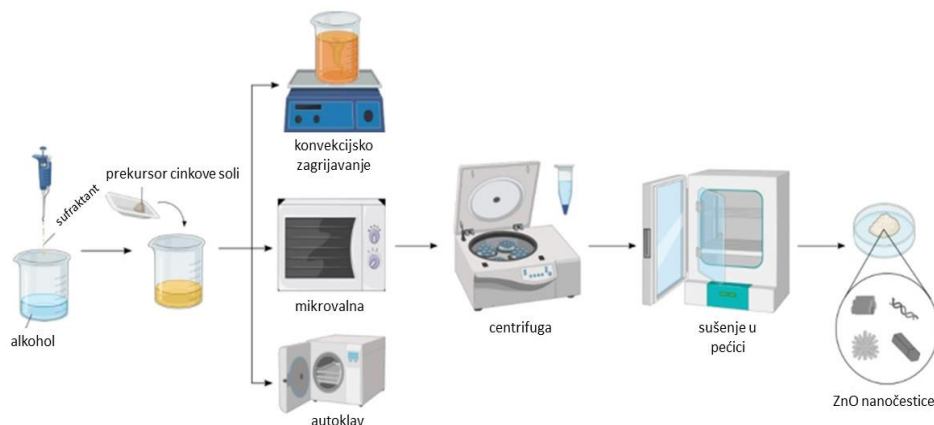 konvekcijsko
zagrijavanje
prekursor cinkove soli
sufraktant
alkohol
mikrovalna
autoklav
centrifuga
sušenje u
pećici
ZnO nanočestice